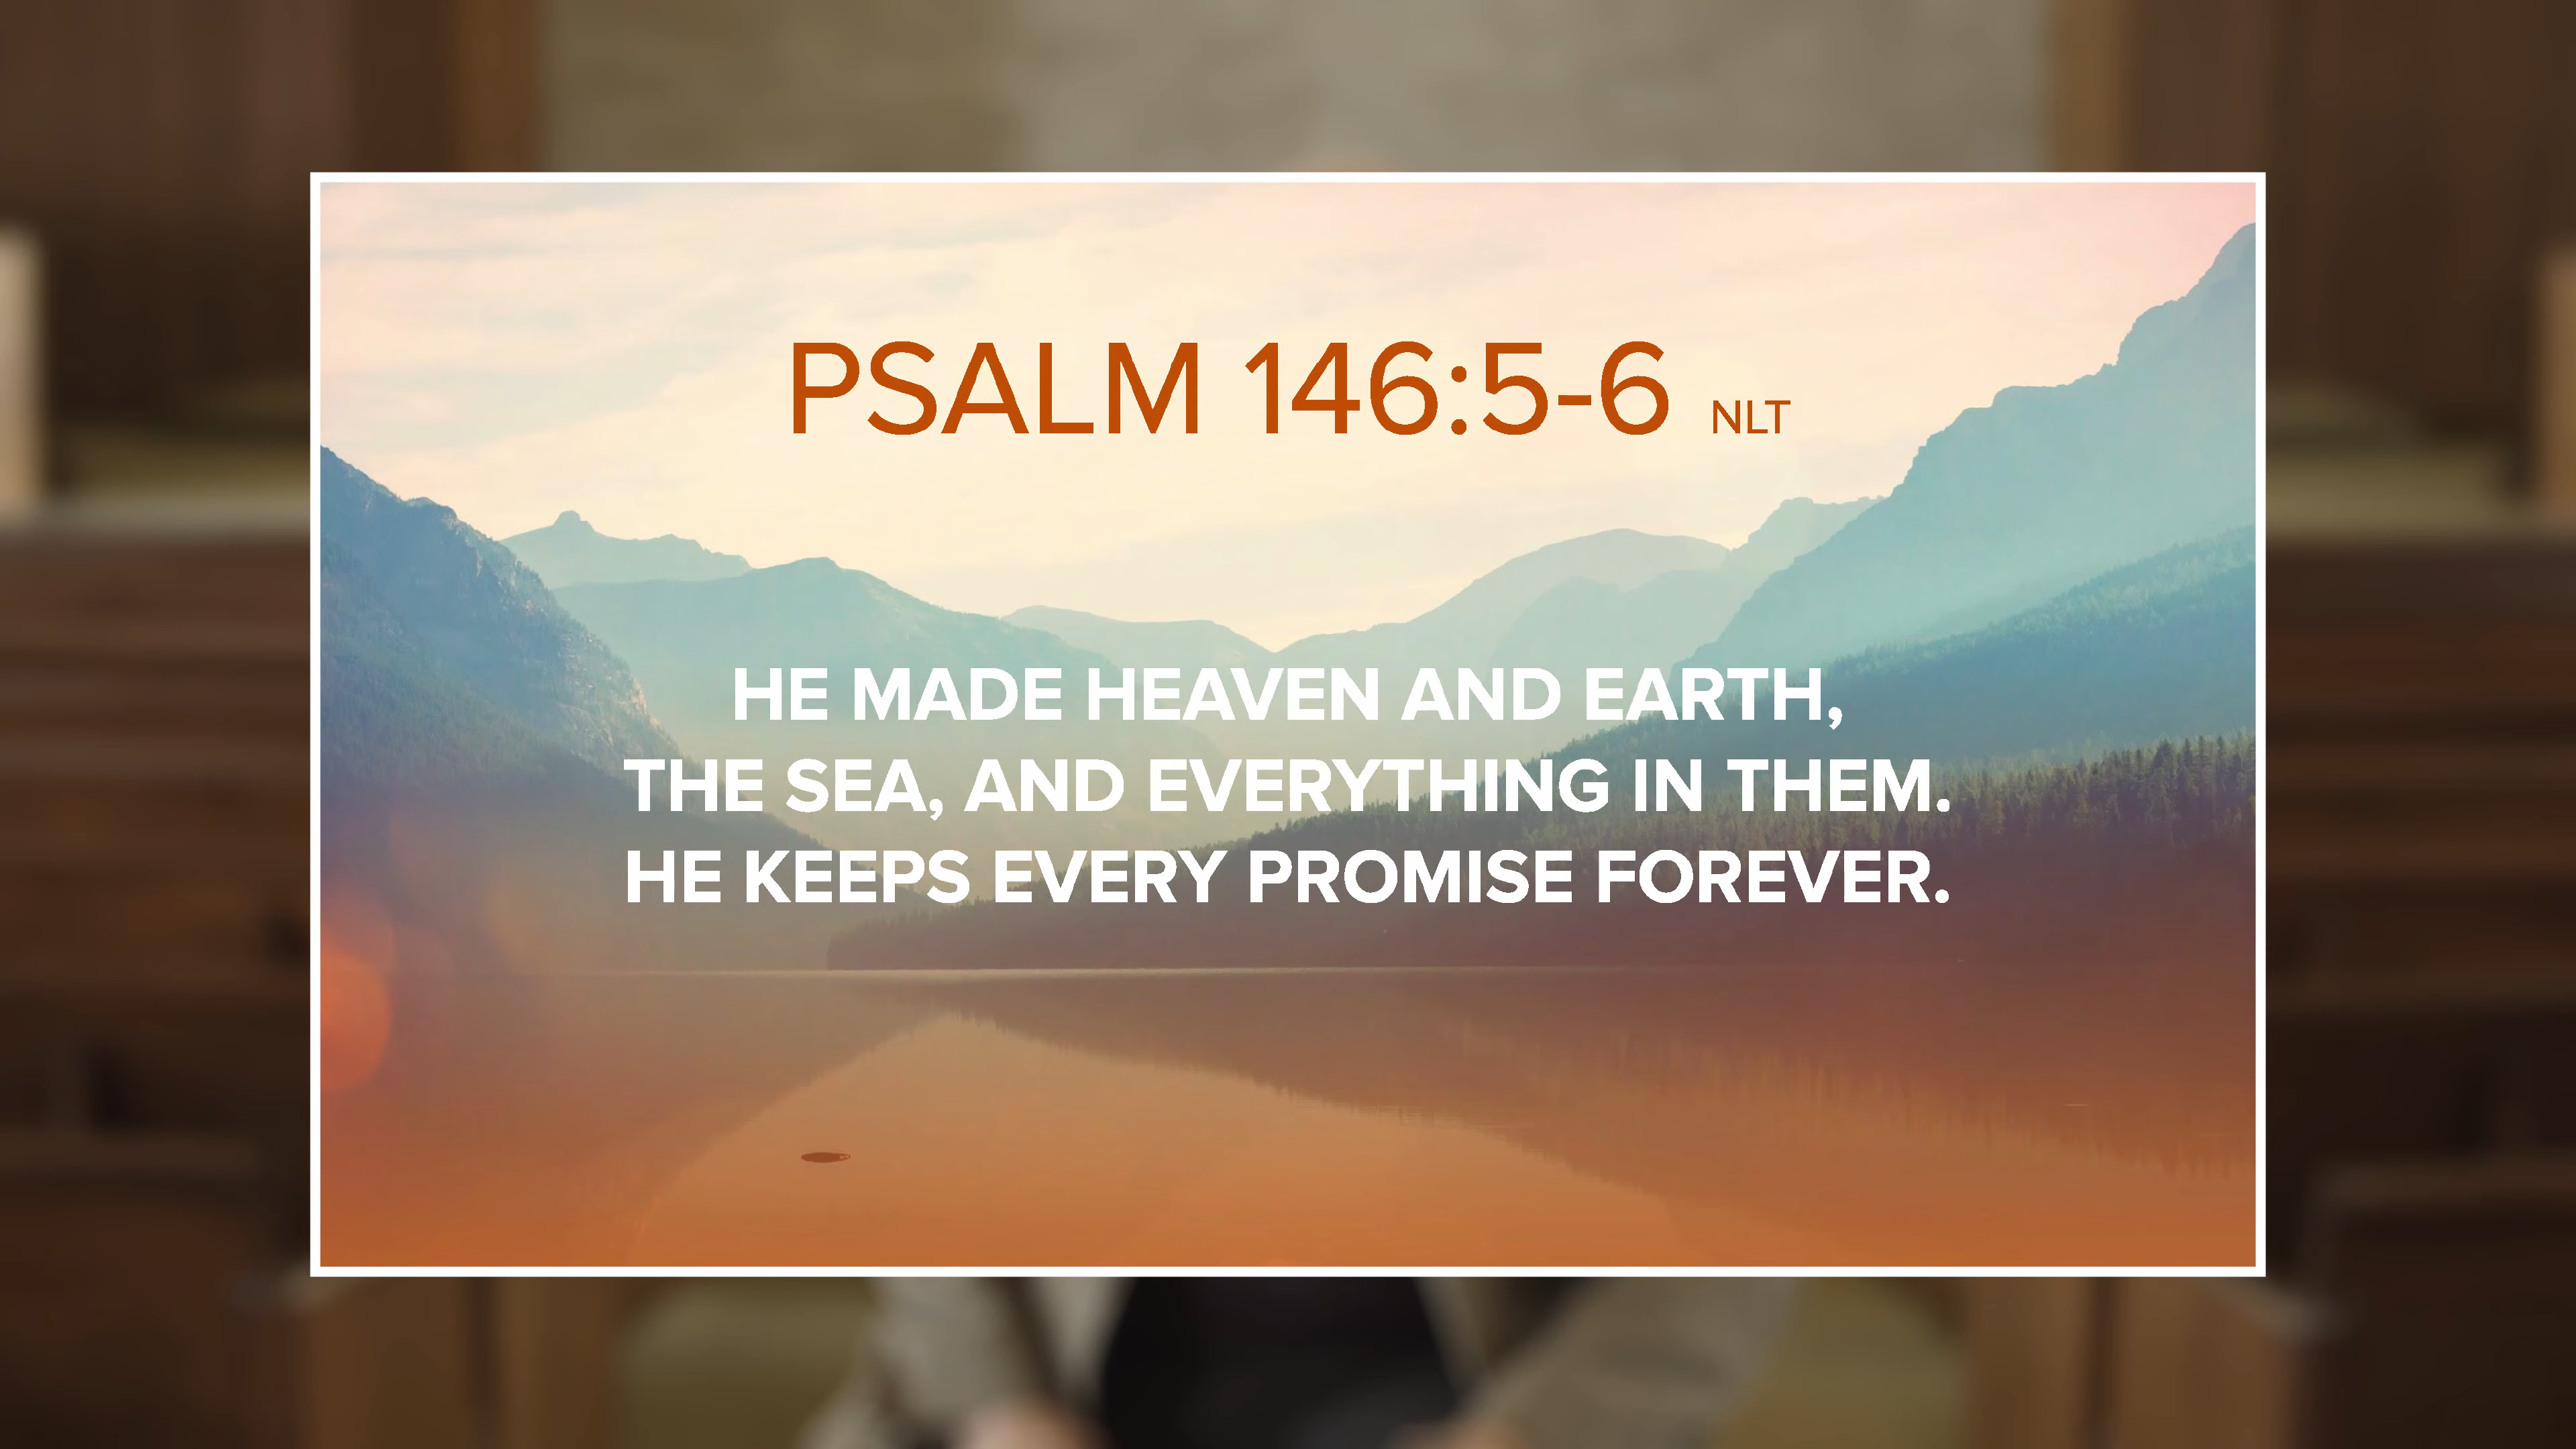 PSALM 146:5-6 NLT
HE MADE HEAVEN AND EARTH,
THE SEA, AND EVERYTHING IN THEM.
HE KEEPS EVERY PROMISE FOREVER.